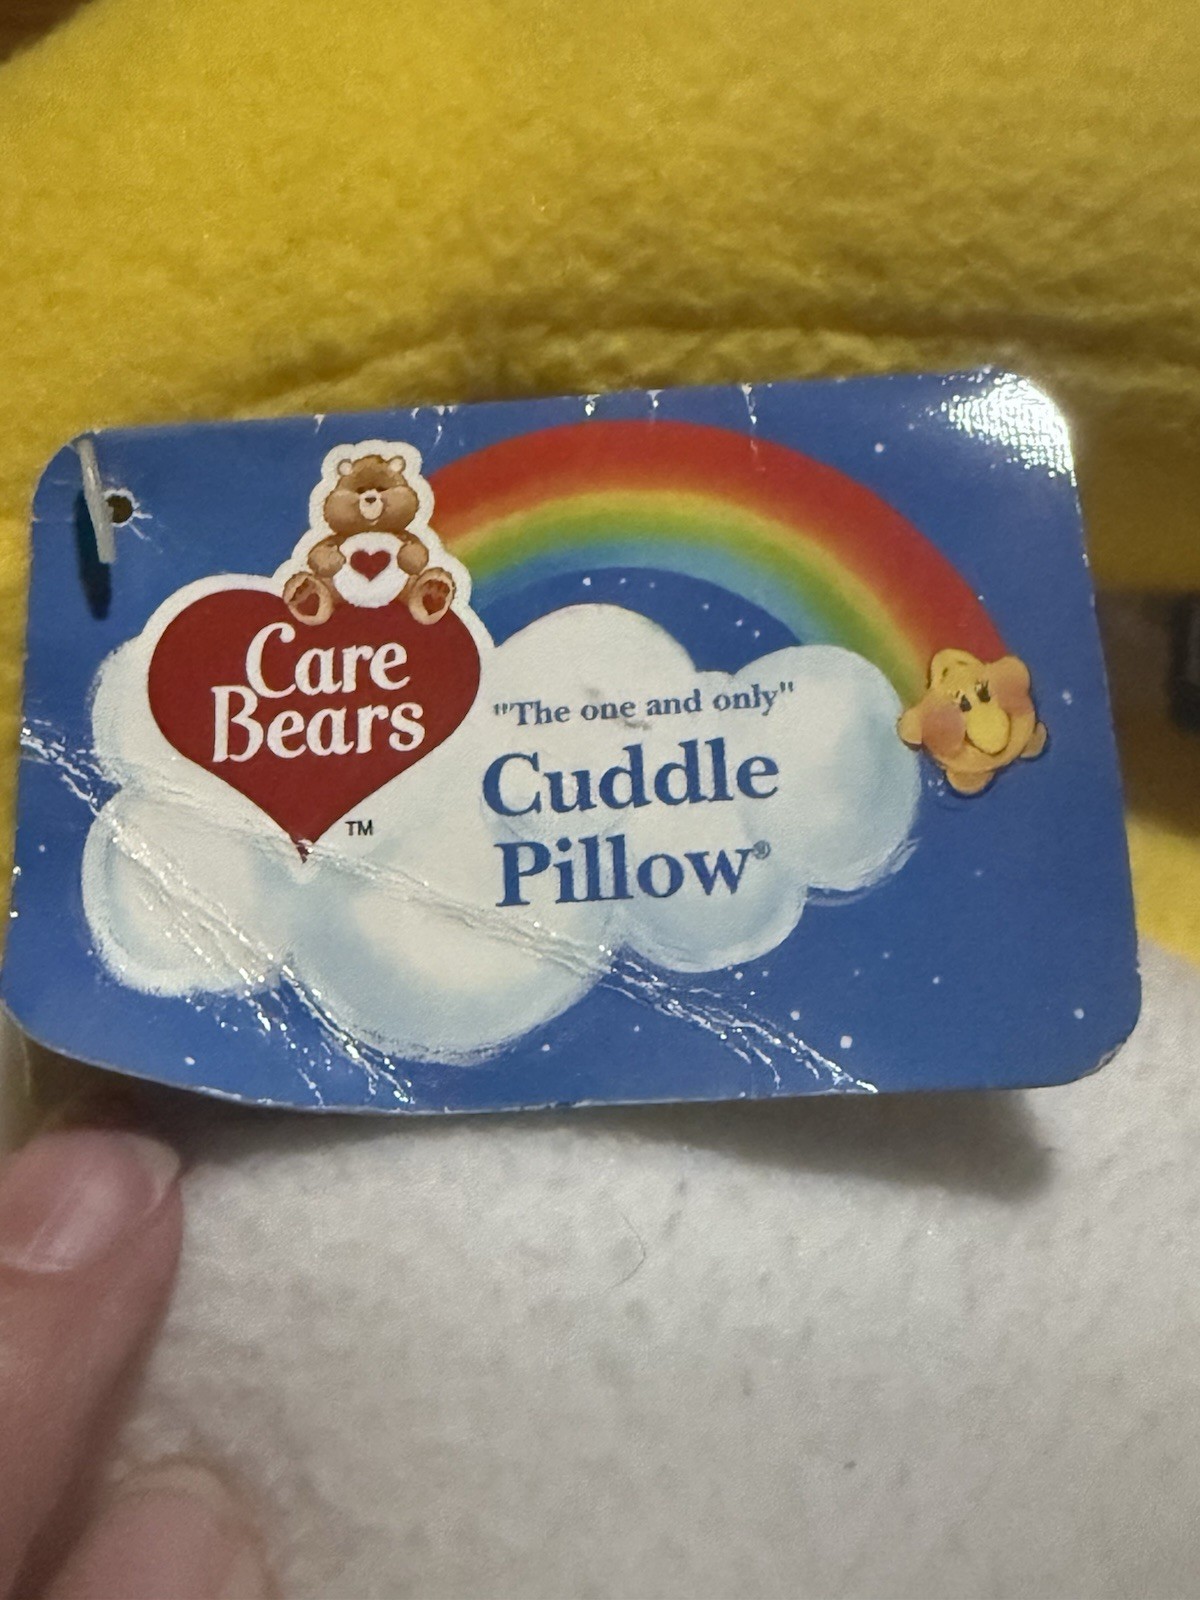 Care
Bears
TM
"The one and only"
Cuddle
Pillow®